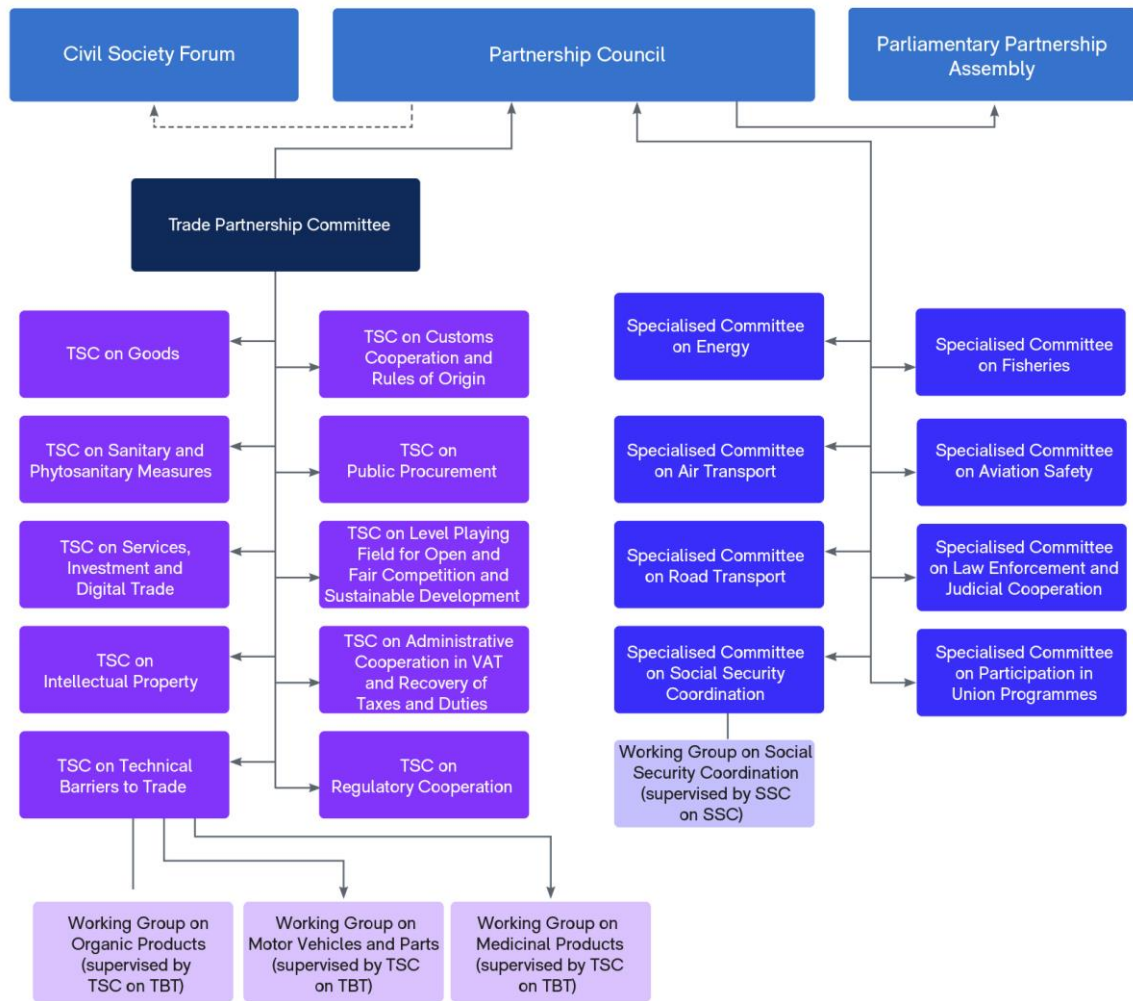 Civil Society Forum
Partnership Council
Parliamentary Partnership
Assembly
Trade Partnership Committee
TSC on Goods
TSC on Customs
Cooperation and
Rules of Origin
TSC on Sanitary and
Phytosanitary Measures
TSC on
Public Procurement
TSC on Services,
Investment and
Digital Trade
TSC on Level Playing
Field for Open and
Fair Competition and
Sustainable Development
TSC on
Intellectual Property
TSC on Administrative
Cooperation in VAT
and Recovery of
Taxes and Duties
TSC on Technical
Barriers to Trade
TSC on
Regulatory Cooperation
Working Group on
Organic Products
(supervised by
TSC on TBT)
Working Group on
Motor Vehicles and Parts
(supervised by TSC
on TBT)
Working Group on
Medicinal Products
(supervised by TSC
on TBT)
Specialised Committee
on Energy
Specialised Committee
on Fisheries
Specialised Committee
on Air Transport
Specialised Committee
on Aviation Safety
Specialised Committee
on Road Transport
Specialised Committee
on Law Enforcement and
Judicial Cooperation
Specialised Committee
on Social Security
Coordination
Specialised Committee
on Participation in
Union Programmes
Working Group on Social
Security Coordination
(supervised by SSC
on SSC)